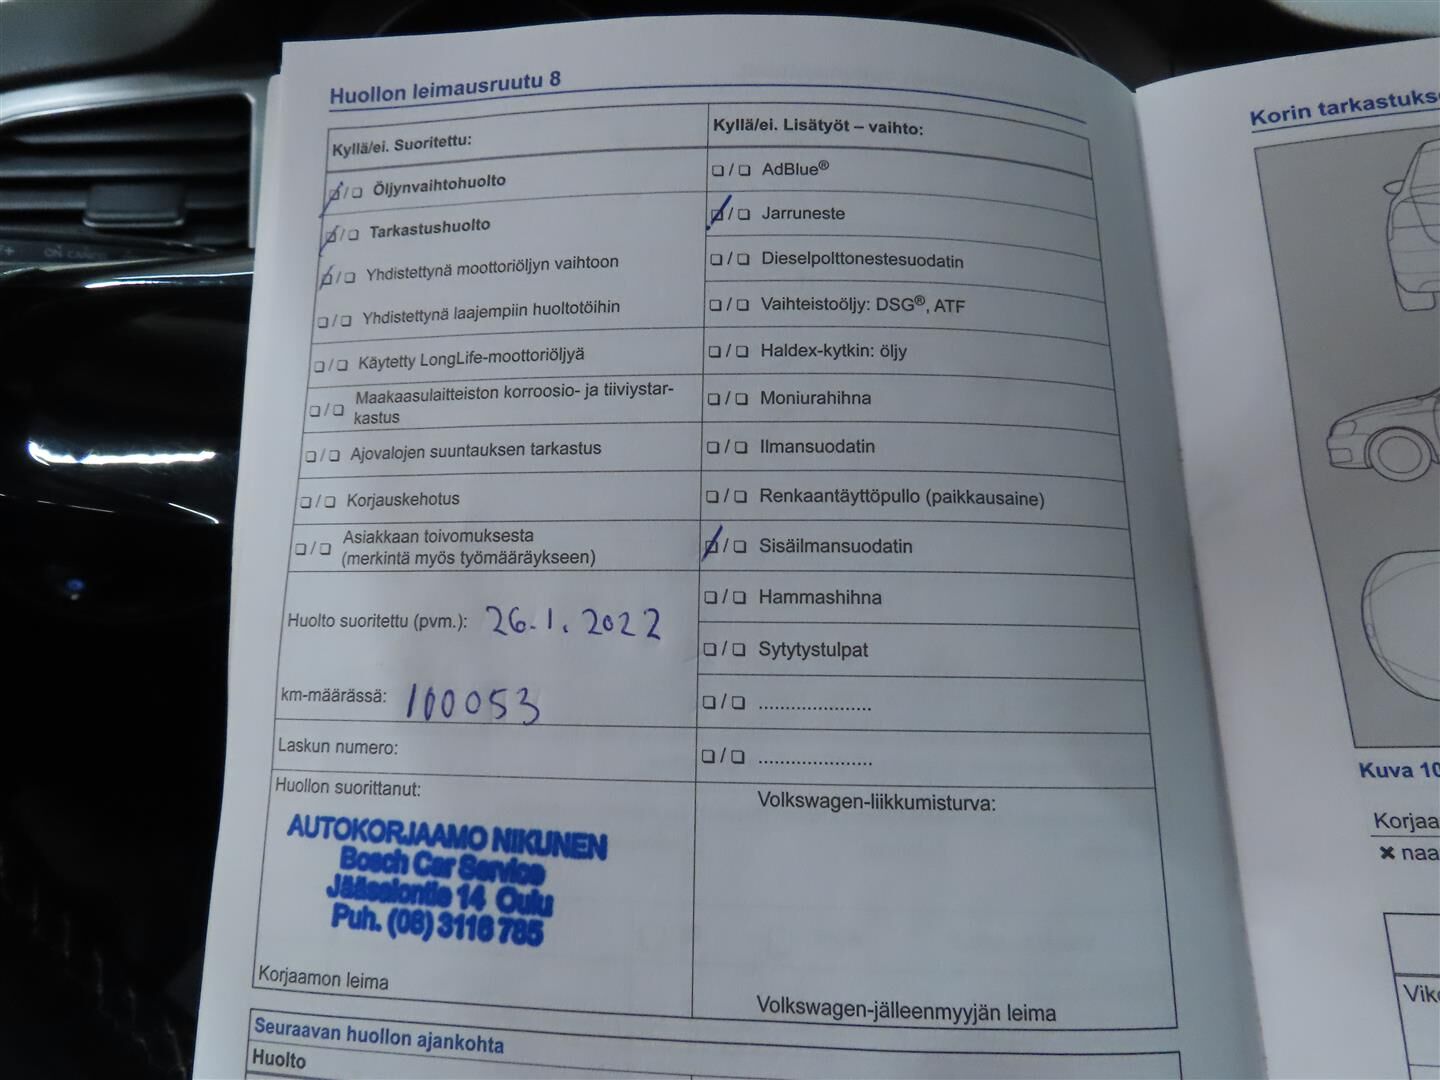 Huollon leimausruutu 8
Kyllä/ei. Suoritettu:
Öljynvaihtohuolto
Tarkastushuolto
Yhdistettynä moottoriöljyn vaihtoon
Yhdistettynä laajempiin huoltotöihin
Käytetty LongLife-moottoriöljyä
Maakaasulaitteiston korroosio- ja tiiviystar-
kastus
Ajovalojen suuntauksen tarkastus
Korjauskehotus
Asiakkaan toivomuksesta
(merkintä myös työmääräykseen)
Huolto suoritettu (pvm.): 26.1.2022
km-määrässä: 100053
Laskun numero:
Huollon suorittanut:
AUTOKORJAAMO NIKUNEN
Bosch Car Service
Jääsalontie 14 Oulu
Puh. (08) 3116 785
Korjaamon leima
Kyllä/ei. Lisätyöt – vaihto:
AdBlue®
Jarruneste
Dieselpolttonestesuodatin
Vaihteistoöljy: DSG®, ATF
Haldex-kytkin: öljy
Moniurahihna
Ilmansuodatin
Renkaantäyttöpullo (paikkausaine)
Sisäilmansuodatin
Hammashihna
Sytytystulpat
.....................
.....................
Volkswagen-liikkumisturva:
Volkswagen-jälleenmyyjän leima
Seuraavan huollon ajankohta
Huolto
Korin tarkastukse
Kuva 10
Korjaa
✖ naa
Vik